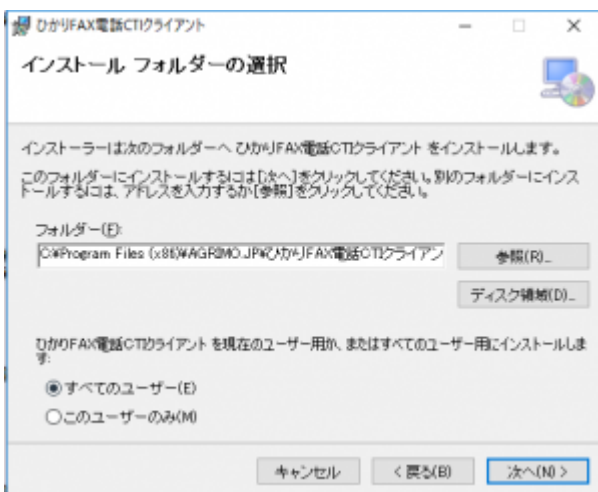 ひかりFAX電話CTIクライアント
インストール フォルダーの選択
インストーラーは次のフォルダーへ ひかりFAX電話CTIクライアント をインストールします。
このフォルダーにインストールするには[次へ]をクリックしてください。別のフォルダーにインス
トールするには、アドレスを入力するか[参照]をクリックしてください。
フォルダー(F):
C:¥Program Files (x86)¥AGRIMO.JP¥ひかりFAX電話CTIクライアン
参照(R)...
ディスク領域(D)...
ひかりFAX電話CTIクライアント を現在のユーザー用か、またはすべてのユーザー用にインストールしま
す:
すべてのユーザー(E)
このユーザーのみ(M)
キャンセル
< 戻る(B)
次へ(N) >